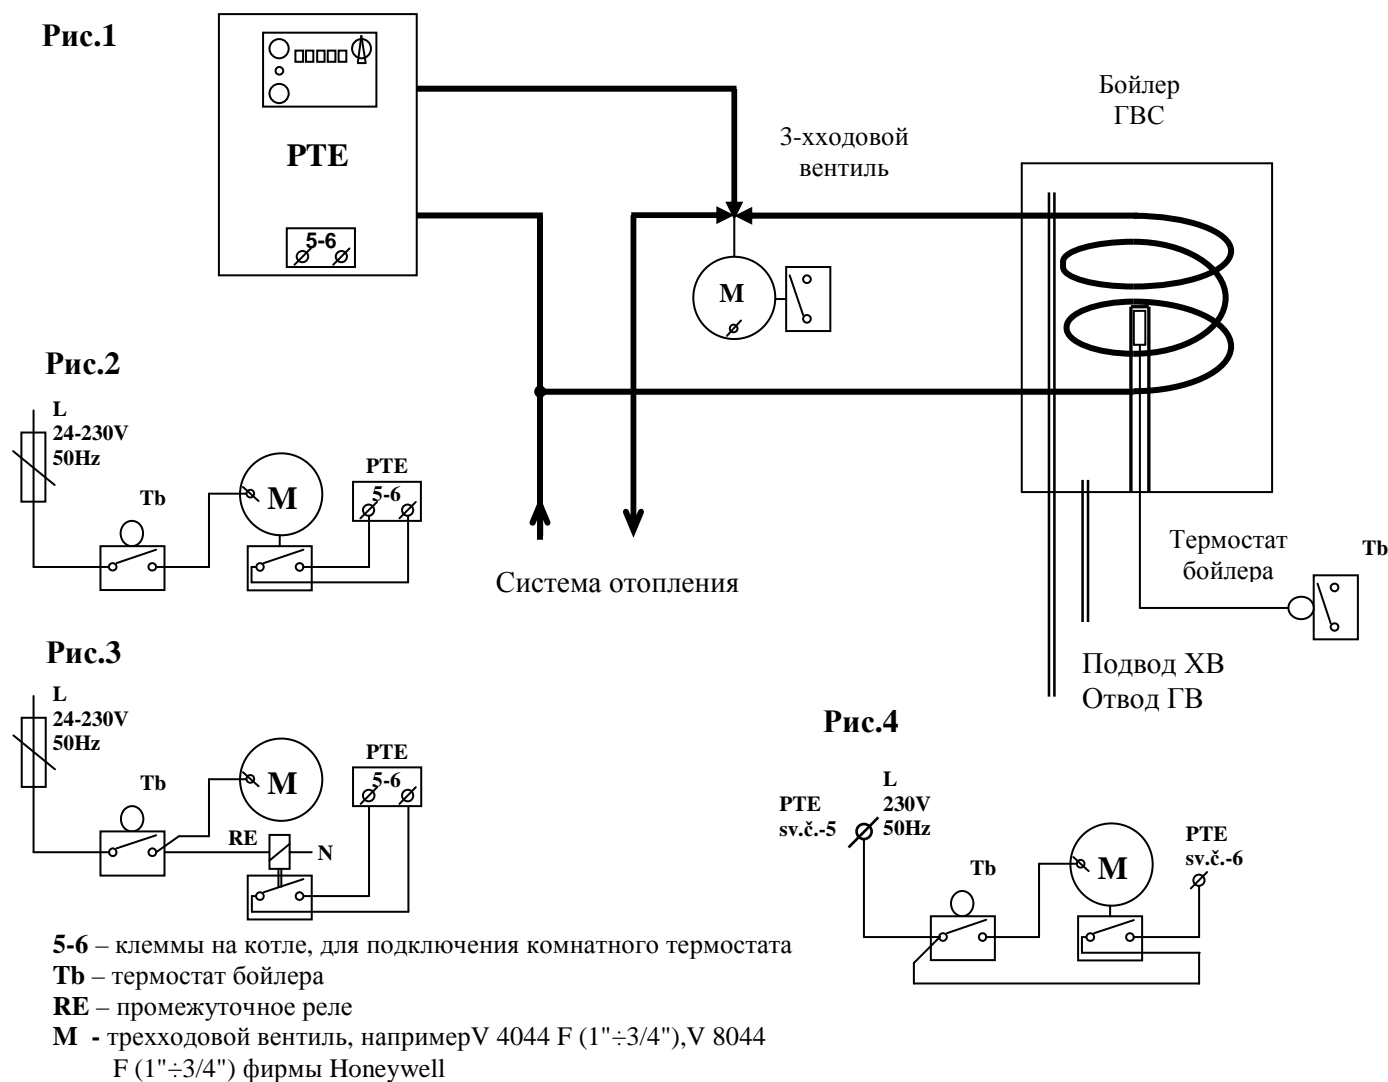 Рис.1
PTE
5-6
3-хходовой
вентиль
Бойлер
ГВС
M
Рис.2
L
24-230V
50Hz
Tb
M
PTE
5-6
Система отопления
Термостат
бойлера
Tb
Подвод ХВ
Отвод ГВ
Рис.3
L
24-230V
50Hz
Tb
M
PTE
5-6
RE
N
Рис.4
PTE
sv.č.-5
L
230V
50Hz
Tb
M
PTE
sv.č.-6
5-6 – клеммы на котле, для подключения комнатного термостата
Tb – термостат бойлера
RE – промежуточное реле
M - трехходовой вентиль, напримерV 4044 F (1"÷3/4"),V 8044
F (1"÷3/4") фирмы Honeywell